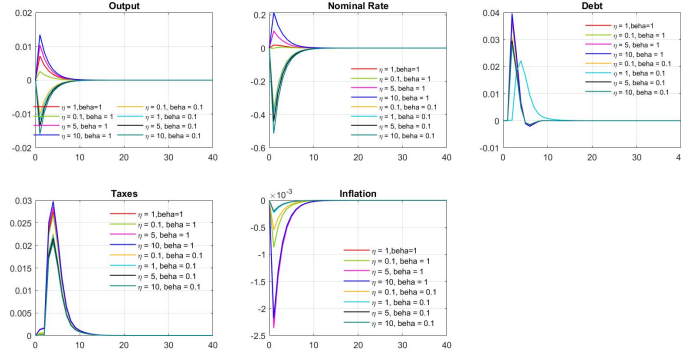 Output
0.02
0.01
0
-0.01
-0.02
η = 1,beha=1
η = 0.1, beha = 1
η = 5, beha = 1
η = 10, beha = 1
η = 0.1, beha = 0.1
η = 1, beha = 0.1
η = 5, beha = 0.1
η = 10, beha = 0.1
0 10 20 30 40
Nominal Rate
0.2
0
-0.2
-0.4
-0.6
η = 1,beha=1
η = 0.1, beha = 1
η = 5, beha = 1
η = 10, beha = 1
η = 0.1, beha = 0.1
η = 1, beha = 0.1
η = 5, beha = 0.1
η = 10, beha = 0.1
0 10 20 30 40
Debt
0.04
0.03
0.02
0.01
0
-0.01
η = 1,beha=1
η = 0.1, beha = 1
η = 5, beha = 1
η = 10, beha = 1
η = 0.1, beha = 0.1
η = 1, beha = 0.1
η = 5, beha = 0.1
η = 10, beha = 0.1
0 10 20 30 40
Taxes
0.03
0.025
0.02
0.015
0.01
0.005
0
η = 1,beha=1
η = 0.1, beha = 1
η = 5, beha = 1
η = 10, beha = 1
η = 0.1, beha = 0.1
η = 1, beha = 0.1
η = 5, beha = 0.1
η = 10, beha = 0.1
0 10 20 30 40
Inflation
×10⁻³
0
-0.5
-1
-1.5
-2
-2.5
η = 1,beha=1
η = 0.1, beha = 1
η = 5, beha = 1
η = 10, beha = 1
η = 0.1, beha = 0.1
η = 1, beha = 0.1
η = 5, beha = 0.1
η = 10, beha = 0.1
0 10 20 30 40